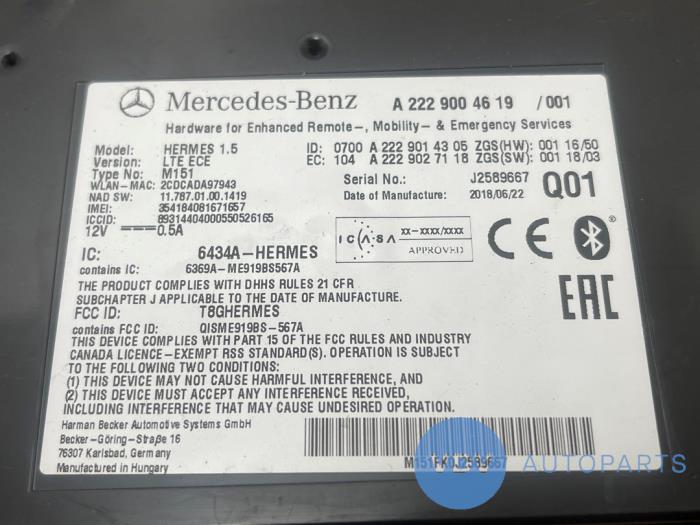 Mercedes-Benz A 222 900 46 19 /001
Hardware for Enhanced Remote-, Mobility- & Emergency Services
Model: HERMES 1.5 ID: 0700 A 222 901 43 05 ZGS(HW): 001 16/50
Version: LTE ECE EC: 104 A 222 902 71 18 ZGS(SW): 001 18/03
Type No: M151
WLAN-MAC: 2CDCADA97943 Serial No.: J2589667
NAD SW: 11.787.01.00.1419 Date of Manufacture: 2018/06/22 Q01
IMEI: 354184081671657
ICCID: 89314404000550526165
12V 0.5A
ICASA xx-xxxx/xxxx
APPROVED
CE
IC: 6434A-HERMES
contains IC: 6369A-ME919BS567A
THE PRODUCT COMPLIES WITH DHHS RULES 21 CFR
SUBCHAPTER J APPLICABLE TO THE DATE OF MANUFACTURE.
EAC
FCC ID: T8GHERMES
contains FCC ID: QISME919BS-567A
THIS DEVICE COMPLIES WITH PART 15 OF THE FCC RULES AND INDUSTRY
CANADA LICENCE-EXEMPT RSS STANDARD(S). OPERATION IS SUBJECT
TO THE FOLLOWING TWO CONDITIONS:
(1) THIS DEVICE MAY NOT CAUSE HARMFUL INTERFERENCE, AND
(2) THIS DEVICE MUST ACCEPT ANY INTERFERENCE RECEIVED,
INCLUDING INTERFERENCE THAT MAY CAUSE UNDESIRED OPERATION.
Harman Becker Automotive Systems GmbH
Becker-Göring-Straße 16
76307 Karlsbad, Germany
Manufactured in Hungary
VBV AUTOPARTS